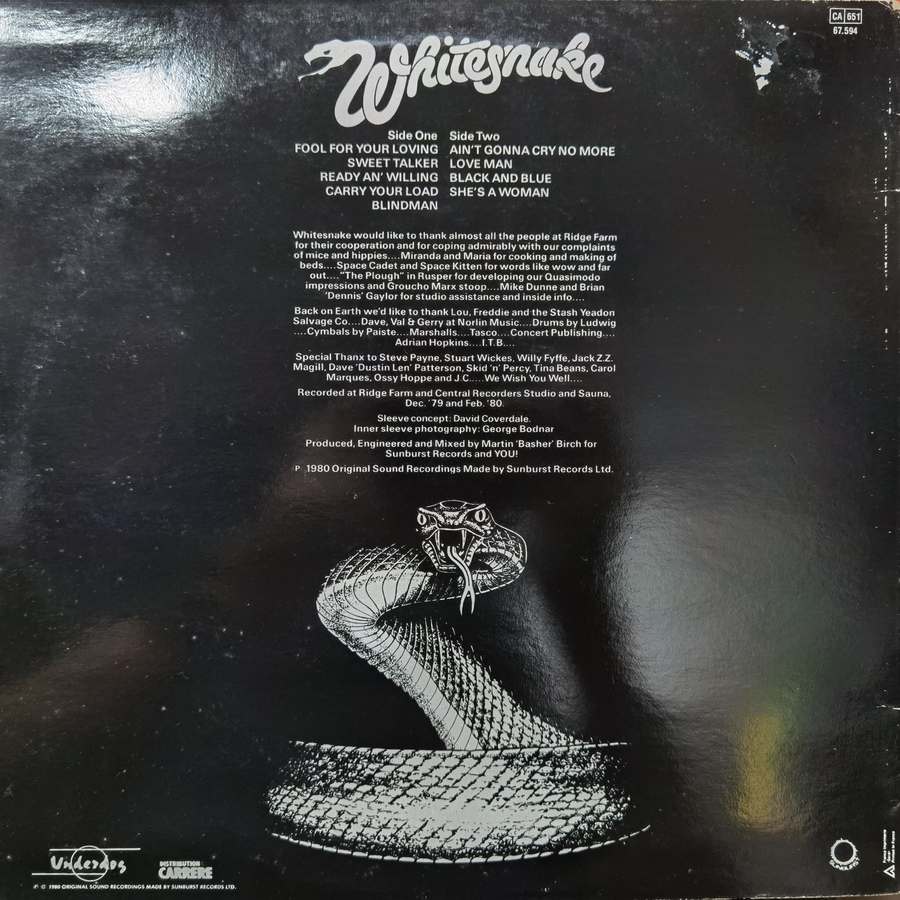 CA 651
67.594
Whitesnake
Side One Side Two
FOOL FOR YOUR LOVING AIN'T GONNA CRY NO MORE
SWEET TALKER LOVE MAN
READY AN' WILLING BLACK AND BLUE
CARRY YOUR LOAD SHE'S A WOMAN
BLINDMAN
Whitesnake would like to thank almost all the people at Ridge Farm
for their cooperation and for coping admirably with our complaints
of mice and hippies....Miranda and Maria for cooking and making of
beds....Space Cadet and Space Kitten for words like wow and far
out...."The Plough" in Rusper for developing our Quasimodo
impressions and Groucho Marx stoop....Mike Dunne and Brian
'Dennis' Gaylor for studio assistance and inside info....
Back on Earth we'd like to thank Lou, Freddie and the Stash Yeadon
Salvage Co....Dave, Val & Gerry at Norlin Music....Drums by Ludwig
....Cymbals by Paiste....Marshalls....Tasco....Concert Publishing....
Adrian Hopkins....I.T.B....
Special Thanx to Steve Payne, Stuart Wickes, Willy Fyffe, Jack Z.Z.
Magill, Dave 'Dustin Len' Patterson, Skid 'n' Percy, Tina Beans, Carol
Marques, Ossy Hoppe and J.C....We Wish You Well....
Recorded at Ridge Farm and Central Recorders Studio and Sauna,
Dec. '79 and Feb. '80.
Sleeve concept: David Coverdale.
Inner sleeve photography: George Bodnar
Produced, Engineered and Mixed by Martin 'Basher' Birch for
Sunburst Records and YOU!
P 1980 Original Sound Recordings Made by Sunburst Records Ltd.
Underdog
DISTRIBUTION
CARRERE
℗ © 1980 ORIGINAL SOUND RECORDINGS MADE BY SUNBURST RECORDS LTD.
SUNBURST